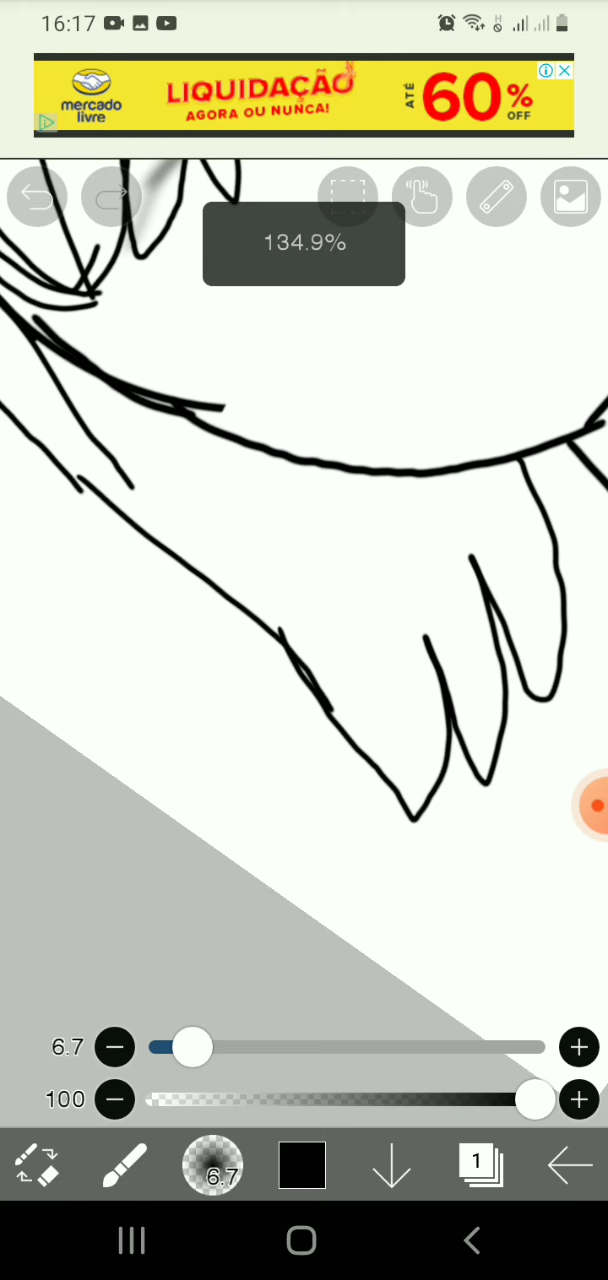 16:17
mercado
livre
LIQUIDAÇÃO
AGORA OU NUNCA!
ATÉ
60%
OFF
134.9%
6.7
100
6.7
1